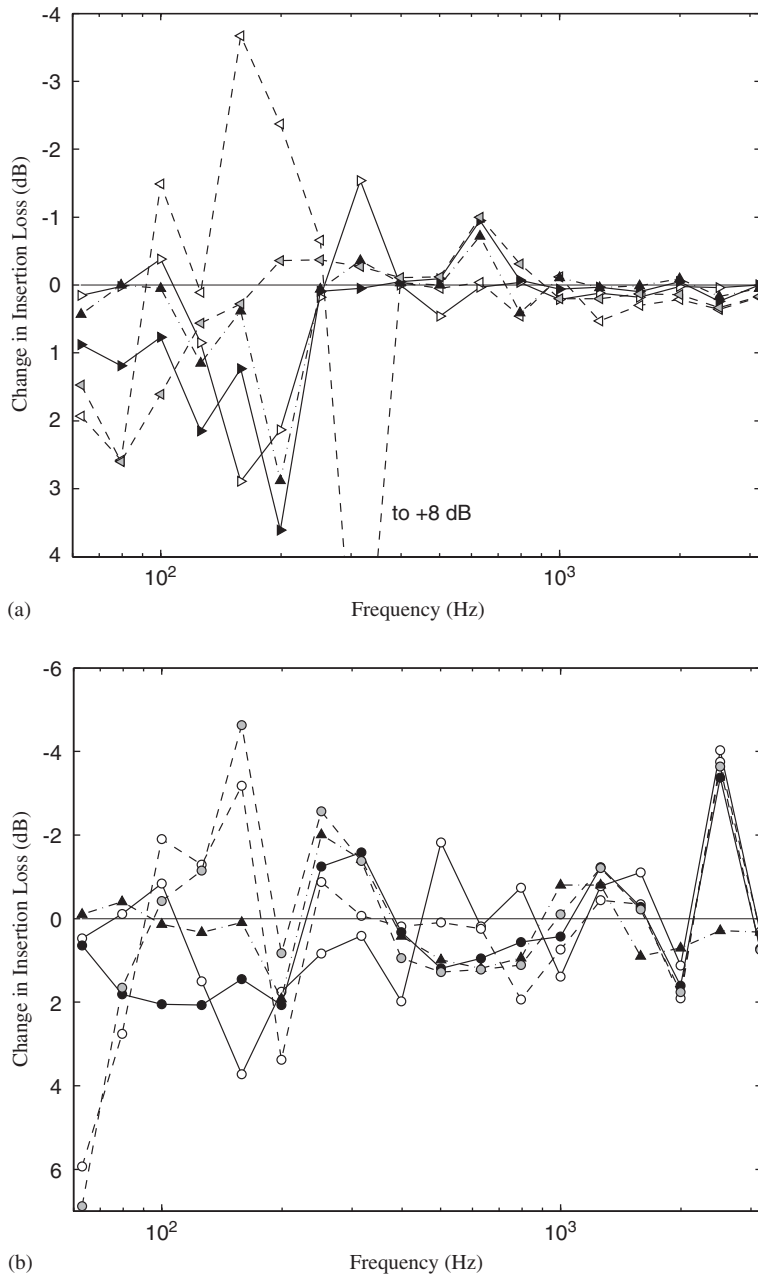 -4
-3
-2
-1
0
1
2
3
4
Change in Insertion Loss (dB)
to +8 dB
10²
10³
(a)
Frequency (Hz)
-6
-4
-2
0
2
4
6
Change in Insertion Loss (dB)
10²
10³
(b)
Frequency (Hz)